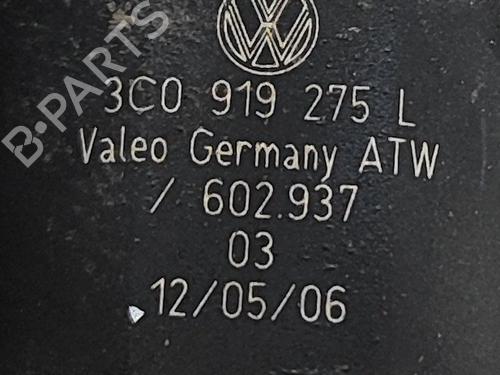 B-PARTS
3C0 919 275 L
Valeo Germany ATW
/ 602.937
03
12/05/06